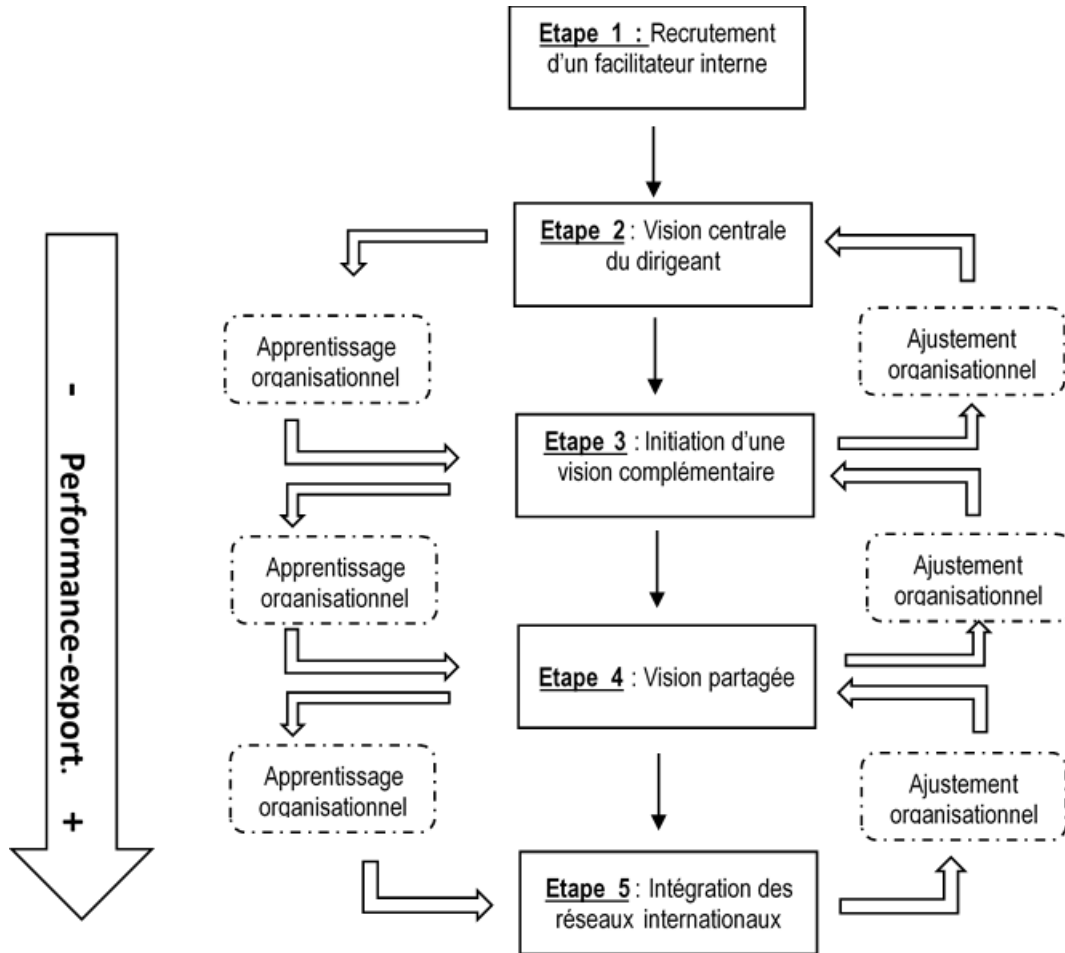 Etape 1 : Recrutement
d'un facilitateur interne
Etape 2 : Vision centrale
du dirigeant
Apprentissage
organisationnel
Ajustement
organisationnel
Etape 3 : Initiation d'une
vision complémentaire
- Performance-export. +
Apprentissage
organisationnel
Ajustement
organisationnel
Etape 4 : Vision partagée
Apprentissage
organisationnel
Ajustement
organisationnel
Etape 5 : Intégration des
réseaux internationaux